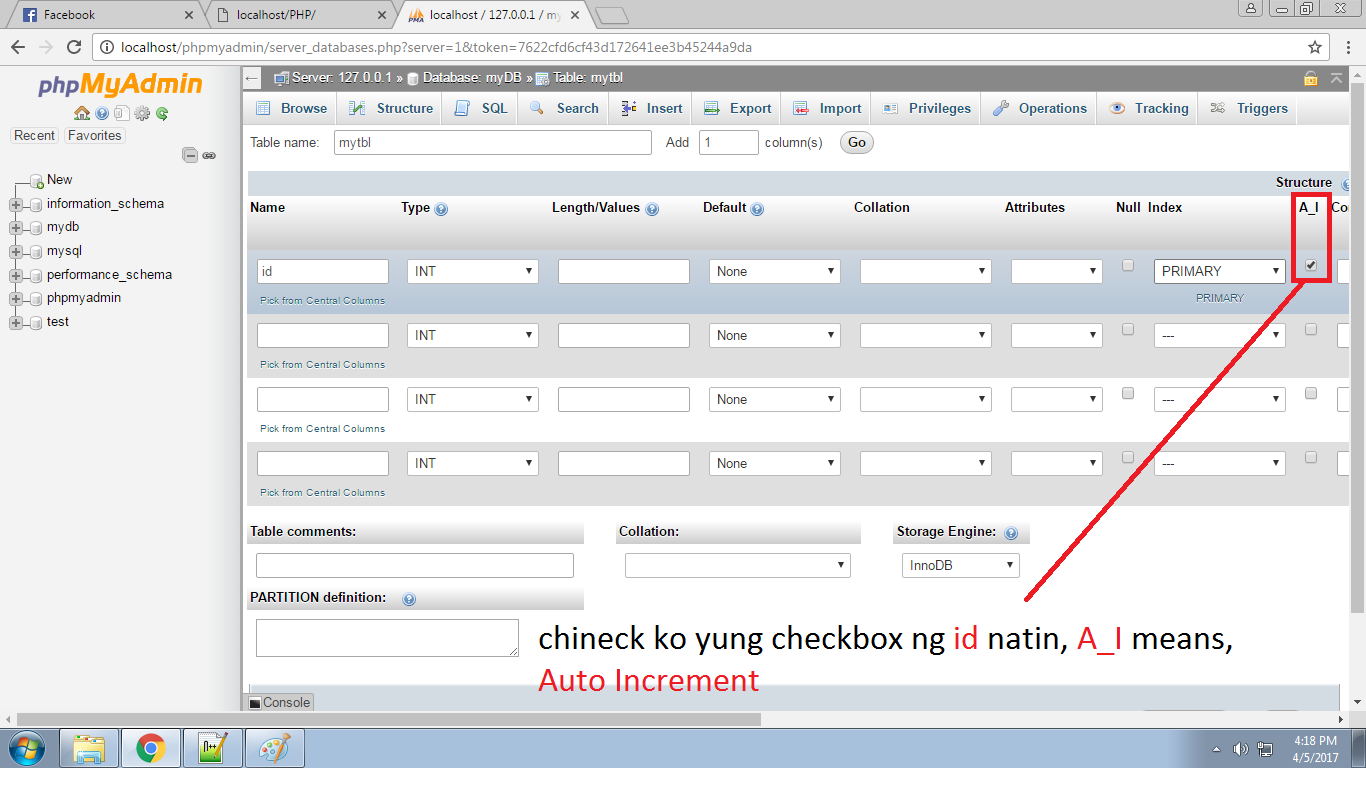 Facebook
localhost/PHP/
localhost / 127.0.0.1 / my
localhost/phpmyadmin/server_databases.php?server=1&token=7622cfd6cf43d172641ee3b45244a9da
phpMyAdmin
Recent Favorites
New
information_schema
mydb
mysql
performance_schema
phpmyadmin
test
Server: 127.0.0.1 » Database: myDB » Table: mytbl
Browse Structure SQL Search Insert Export Import Privileges Operations Tracking Triggers
Table name: mytbl Add 1 column(s) Go
Structure
Name Type Length/Values Default Collation Attributes Null Index A_I Co
id INT None PRIMARY
Pick from Central Columns PRIMARY
INT None ---
Pick from Central Columns
INT None ---
Pick from Central Columns
INT None ---
Pick from Central Columns
Table comments: Collation: Storage Engine:
InnoDB
PARTITION definition:
chineck ko yung checkbox ng id natin, A_I means,
Auto Increment
Console
4:18 PM
4/5/2017